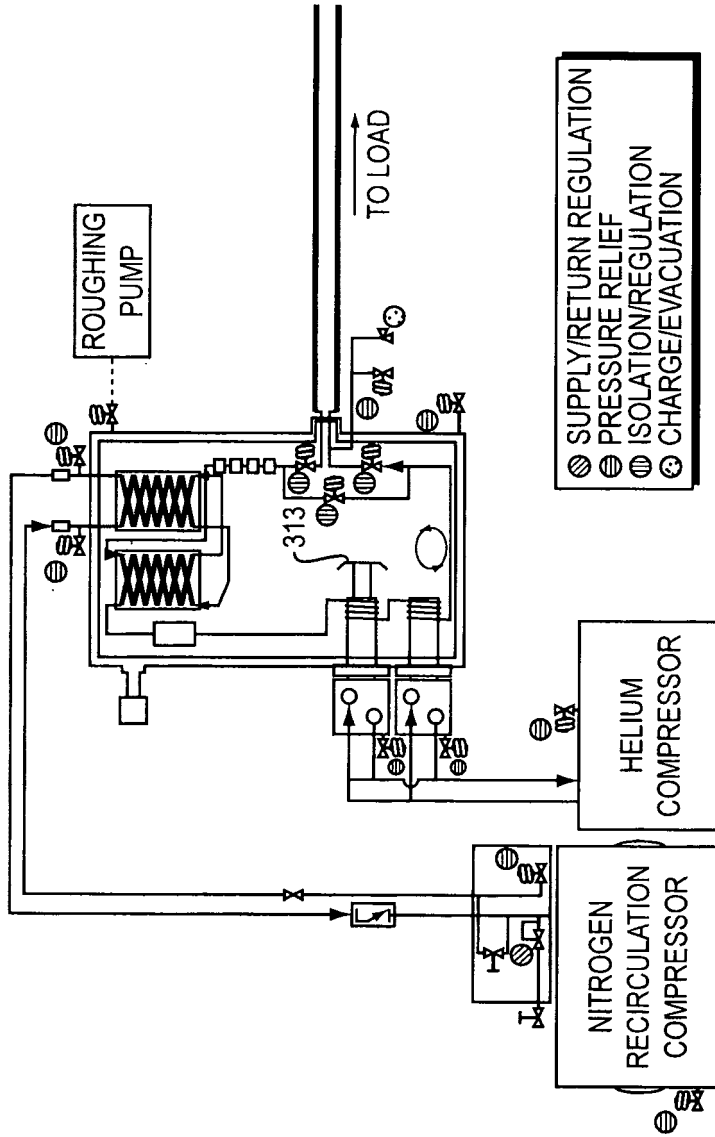 ROUGHING
PUMP
TO LOAD
313
SUPPLY/RETURN REGULATION
PRESSURE RELIEF
ISOLATION/REGULATION
CHARGE/EVACUATION
HELIUM
COMPRESSOR
NITROGEN
RECIRCULATION
COMPRESSOR